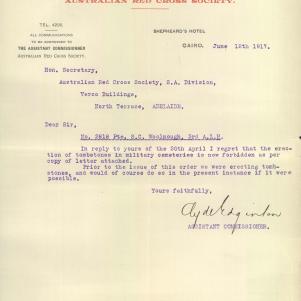 AUSTRALIAN RED CROSS SOCIETY.
TEL. 4256.
SHEPHEARD'S HOTEL
ALL COMMUNICATIONS
TO BE ADDRESSED TO
THE ASSISTANT COMMISSIONER
AUSTRALIAN RED CROSS SOCIETY.
CAIRO, June 12th 1917.
Hon. Secretary,
Australian Red Cross Society, S.A. Division,
Verco Buildings,
North Terrace, ADELAIDE.
Dear Sir,
No. 2816 Pte. S.C. Woolnough, 3rd A.L.H.
In reply to yours of the 20th April I regret that the erec-
tion of tombstones in military cemeteries is now forbidden as per
copy of letter attached.
Prior to the issue of this order we were erecting tomb-
stones, and would of course do so in the present instance if it were
possible.
Yours faithfully,
Clyde Edginton
ASSISTANT COMMISSIONER.